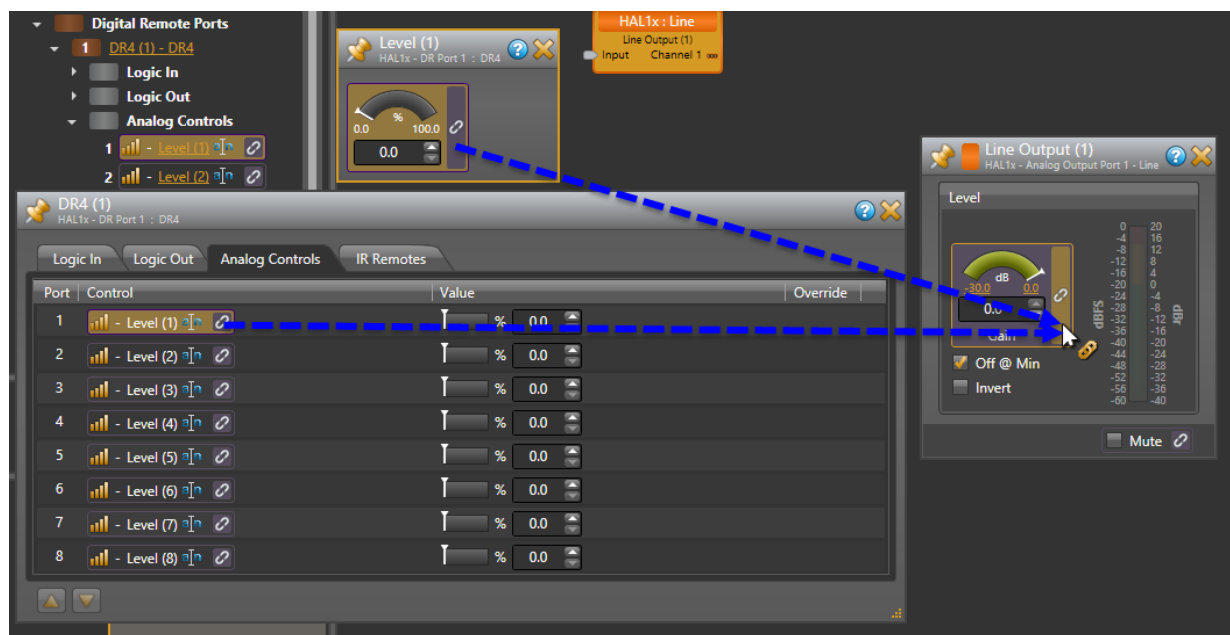 Digital Remote Ports
1 DR4 (1) - DR4
Logic In
Logic Out
Analog Controls
1 - Level (1)
2 - Level (2)
Level (1)
HAL1x - DR Port 1 : DR4
%
0.0 100.0
0.0
HAL1x : Line
Line Output (1)
Input Channel 1
Line Output (1)
HAL1x - Analog Output Port 1 - Line
Level
dB
-30.0 0.0
0.0
Gain
Off @ Min
Invert
dBFS
0 20
-4 16
-8 12
-12 8
-16 4
-20 0
-24 -4
-28 -8
-32 -12
-36 -16
-40 -20
-44 -24
-48 -28
-52 -32
-56 -36
-60 -40
dBr
Mute
DR4 (1)
HAL1x - DR Port 1 : DR4
Logic In Logic Out Analog Controls IR Remotes
Port Control Value Override
1 - Level (1) % 0.0
2 - Level (2) % 0.0
3 - Level (3) % 0.0
4 - Level (4) % 0.0
5 - Level (5) % 0.0
6 - Level (6) % 0.0
7 - Level (7) % 0.0
8 - Level (8) % 0.0